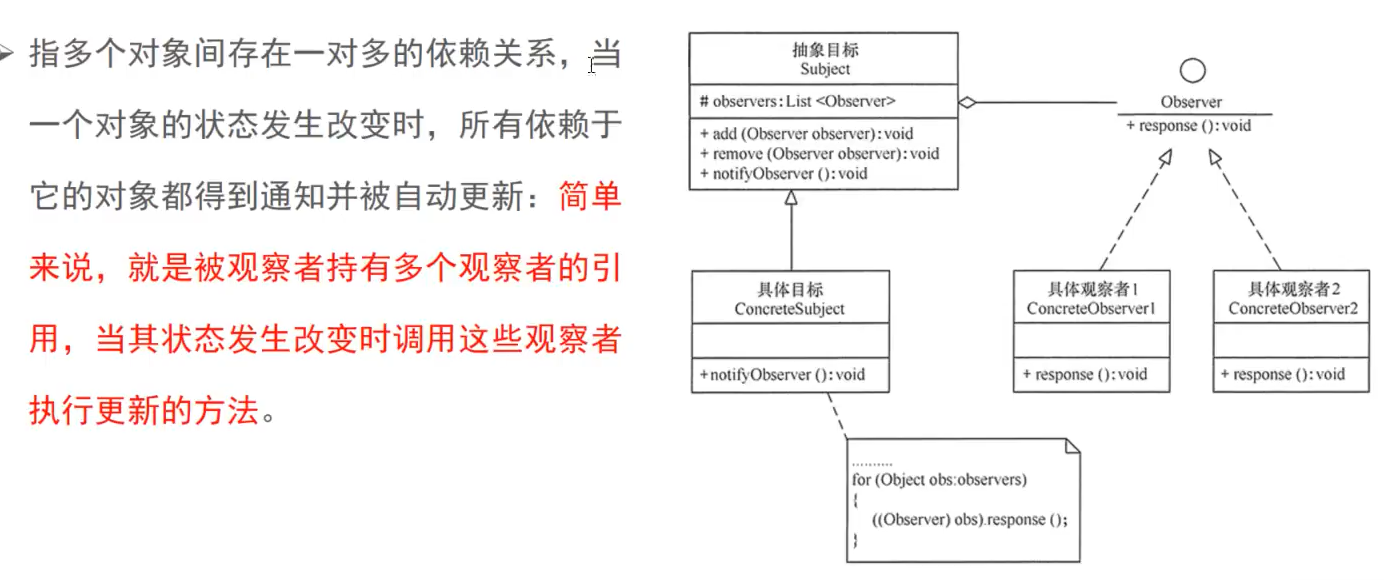 指多个对象间存在一对多的依赖关系，当
一个对象的状态发生改变时，所有依赖于
它的对象都得到通知并被自动更新：简单
来说，就是被观察者持有多个观察者的引
用，当其状态发生改变时调用这些观察者
执行更新的方法。
抽象目标
Subject
# observers:List <Observer>
+ add (Observer observer):void
+ remove (Observer observer):void
+ notifyObserver ():void
Observer
+ response ():void
具体目标
ConcreteSubject
+notifyObserver ():void
具体观察者1
ConcreteObserver1
+ response ():void
具体观察者2
ConcreteObserver2
+ response ():void
..........
for (Object obs:observers)
{
((Observer) obs).response ();
}